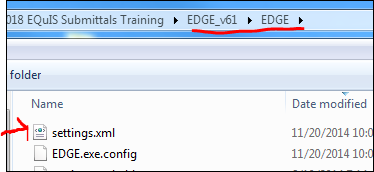 018 EQuIS Submittals Training EDGE_v61 EDGE
folder
Name Date modified
settings.xml 11/20/2014 10:0
EDGE.exe.config 11/20/2014 10:0